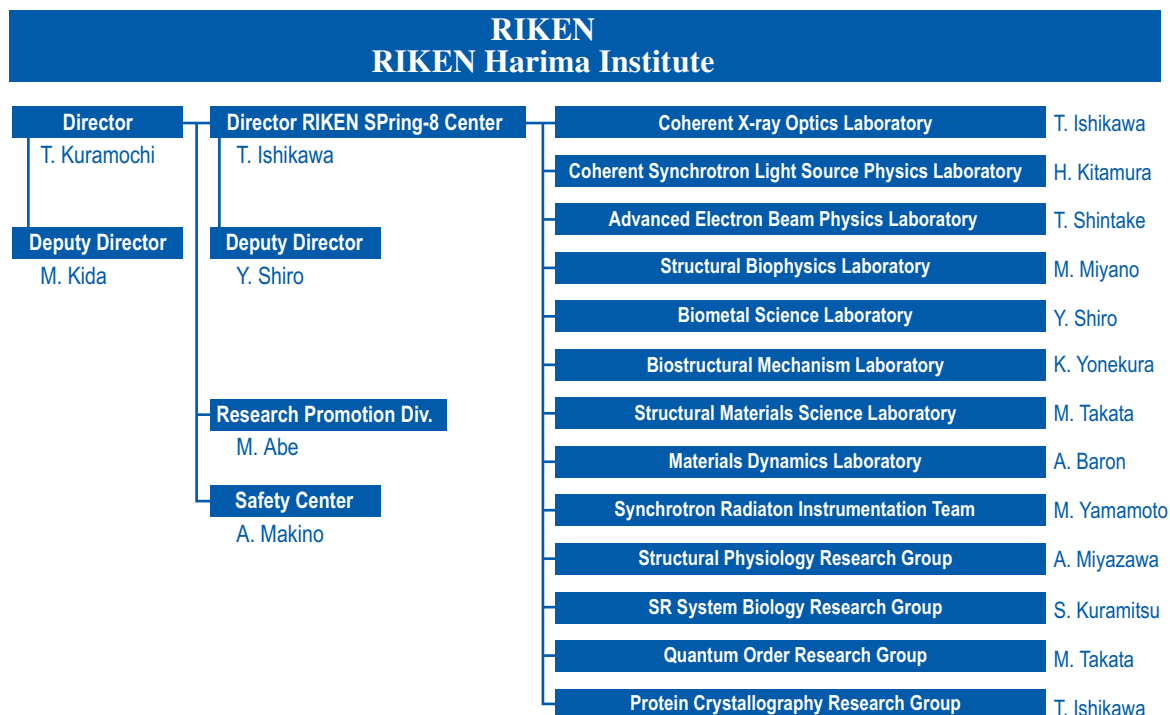 RIKEN
RIKEN Harima Institute
Director
T. Kuramochi
Deputy Director
M. Kida
Director RIKEN SPring-8 Center
T. Ishikawa
Deputy Director
Y. Shiro
Research Promotion Div.
M. Abe
Safety Center
A. Makino
Coherent X-ray Optics Laboratory T. Ishikawa
Coherent Synchrotron Light Source Physics Laboratory H. Kitamura
Advanced Electron Beam Physics Laboratory T. Shintake
Structural Biophysics Laboratory M. Miyano
Biometal Science Laboratory Y. Shiro
Biostructural Mechanism Laboratory K. Yonekura
Structural Materials Science Laboratory M. Takata
Materials Dynamics Laboratory A. Baron
Synchrotron Radiaton Instrumentation Team M. Yamamoto
Structural Physiology Research Group A. Miyazawa
SR System Biology Research Group S. Kuramitsu
Quantum Order Research Group M. Takata
Protein Crystallography Research Group T. Ishikawa